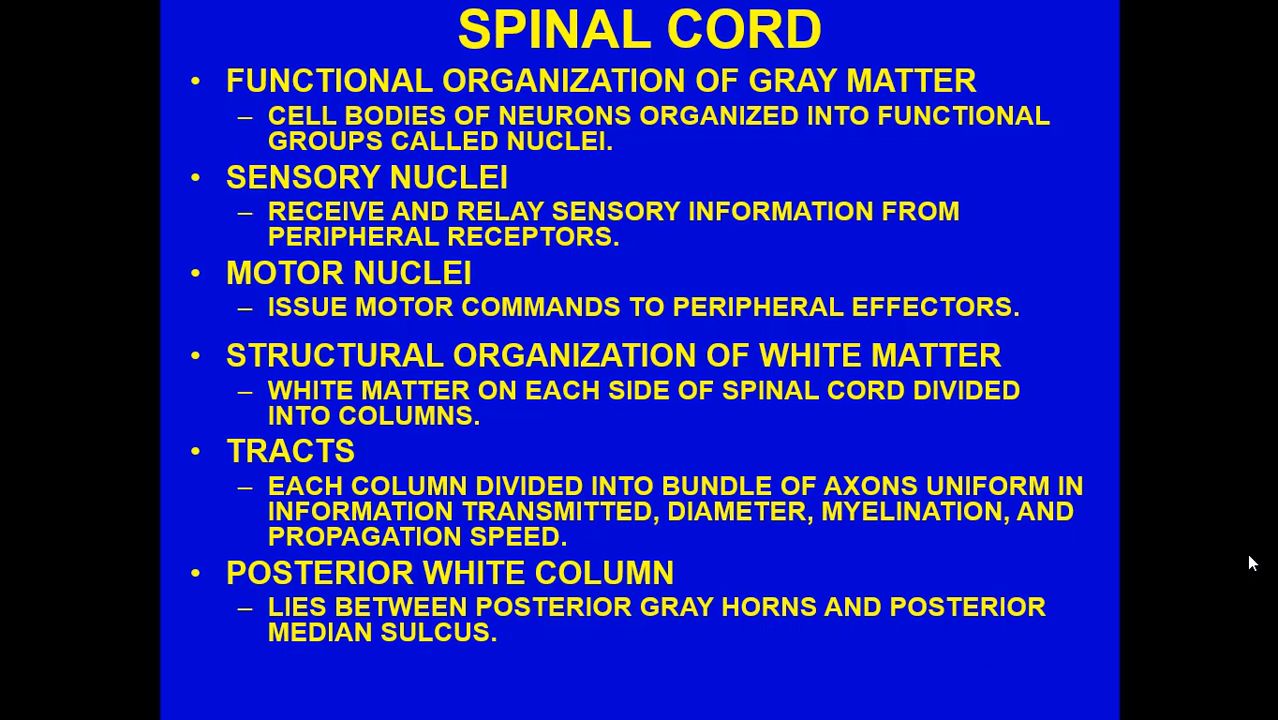 SPINAL CORD
• FUNCTIONAL ORGANIZATION OF GRAY MATTER
– CELL BODIES OF NEURONS ORGANIZED INTO FUNCTIONAL
GROUPS CALLED NUCLEI.
• SENSORY NUCLEI
– RECEIVE AND RELAY SENSORY INFORMATION FROM
PERIPHERAL RECEPTORS.
• MOTOR NUCLEI
– ISSUE MOTOR COMMANDS TO PERIPHERAL EFFECTORS.
• STRUCTURAL ORGANIZATION OF WHITE MATTER
– WHITE MATTER ON EACH SIDE OF SPINAL CORD DIVIDED
INTO COLUMNS.
• TRACTS
– EACH COLUMN DIVIDED INTO BUNDLE OF AXONS UNIFORM IN
INFORMATION TRANSMITTED, DIAMETER, MYELINATION, AND
PROPAGATION SPEED.
• POSTERIOR WHITE COLUMN
– LIES BETWEEN POSTERIOR GRAY HORNS AND POSTERIOR
MEDIAN SULCUS.